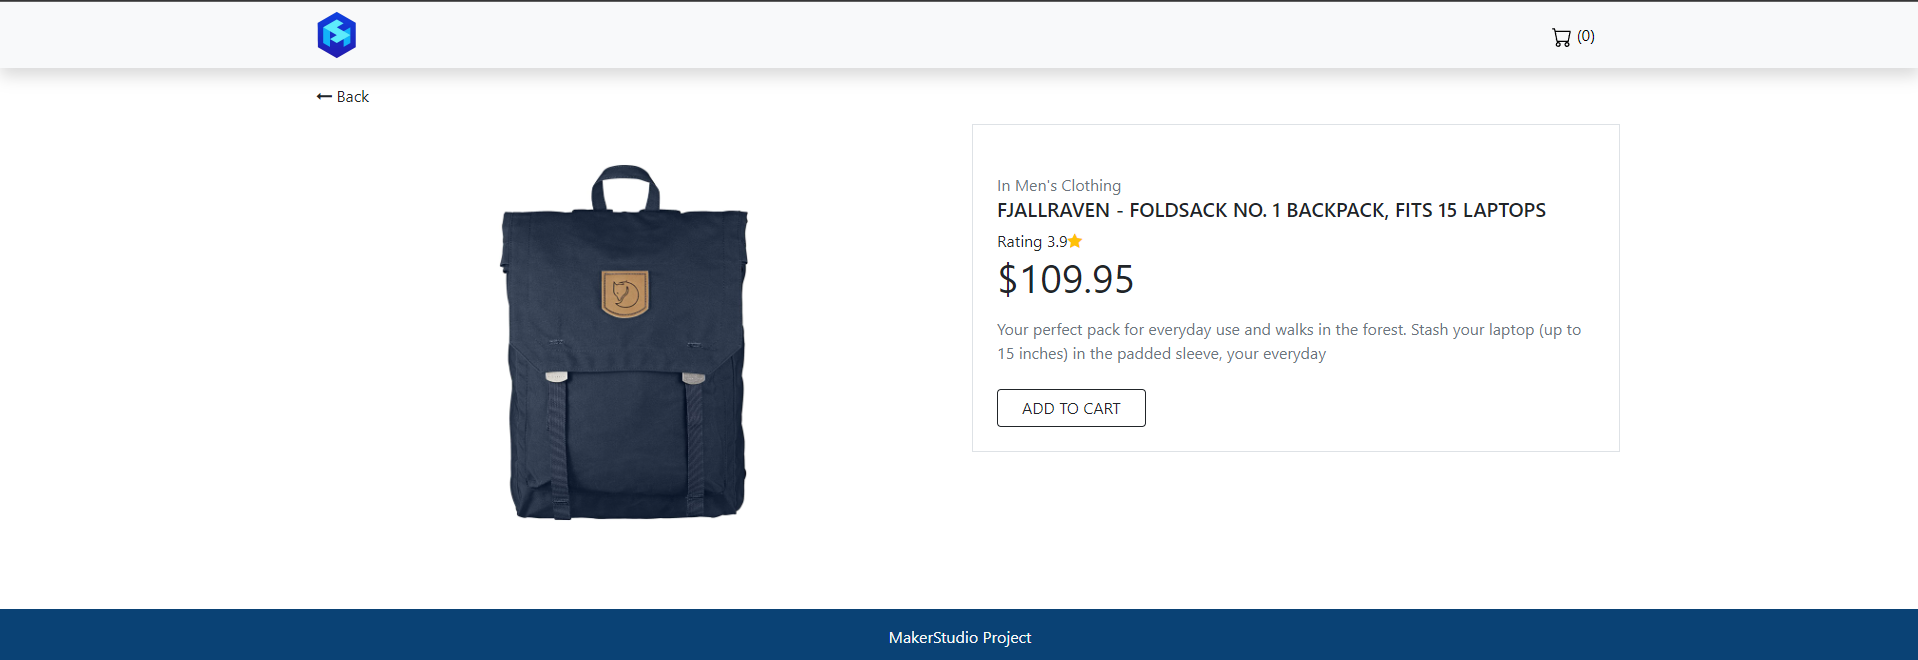 (0)
Back
In Men's Clothing
FJALLRAVEN - FOLDSACK NO. 1 BACKPACK, FITS 15 LAPTOPS
Rating 3.9
$109.95
Your perfect pack for everyday use and walks in the forest. Stash your laptop (up to
15 inches) in the padded sleeve, your everyday
ADD TO CART
MakerStudio Project